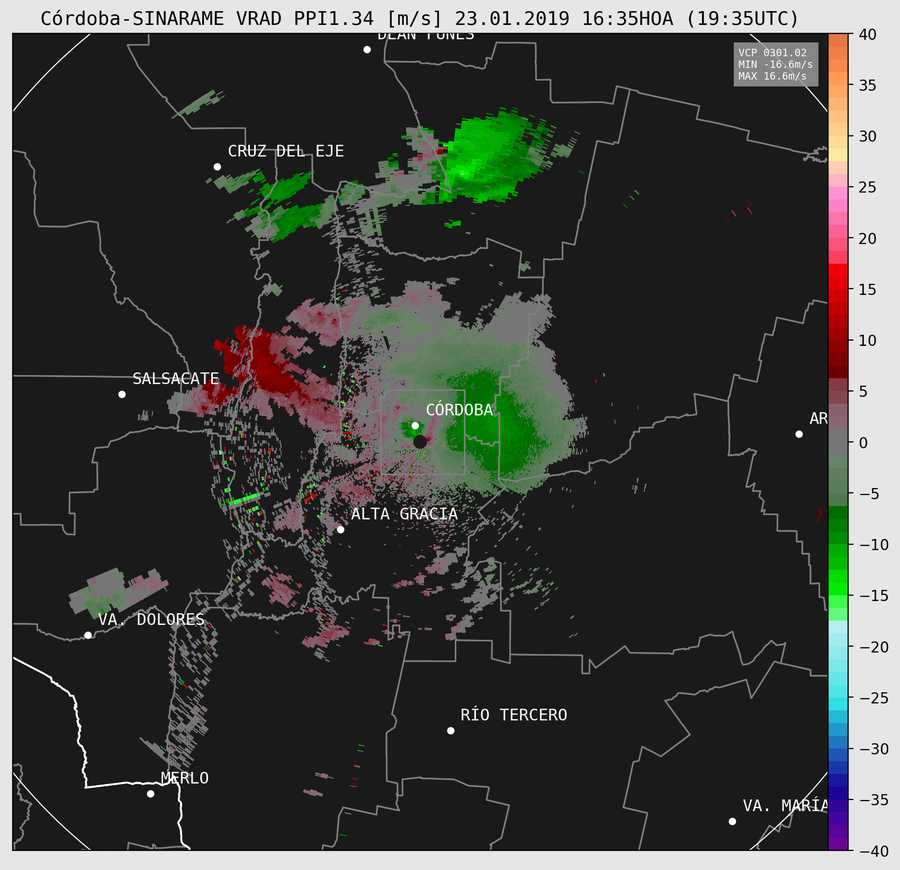 Córdoba-SINARAME VRAD PPI1.34 [m/s] 23.01.2019 16:35HOA (19:35UTC)
DEAN FUNES
VCP 0301.02
MIN -16.6m/s
MAX 16.6m/s
CRUZ DEL EJE
SALSACATE
CÓRDOBA
AR
ALTA GRACIA
VA. DOLORES
RÍO TERCERO
MERLO
VA. MARÍA
40
35
30
25
20
15
10
5
0
−5
−10
−15
−20
−25
−30
−35
−40